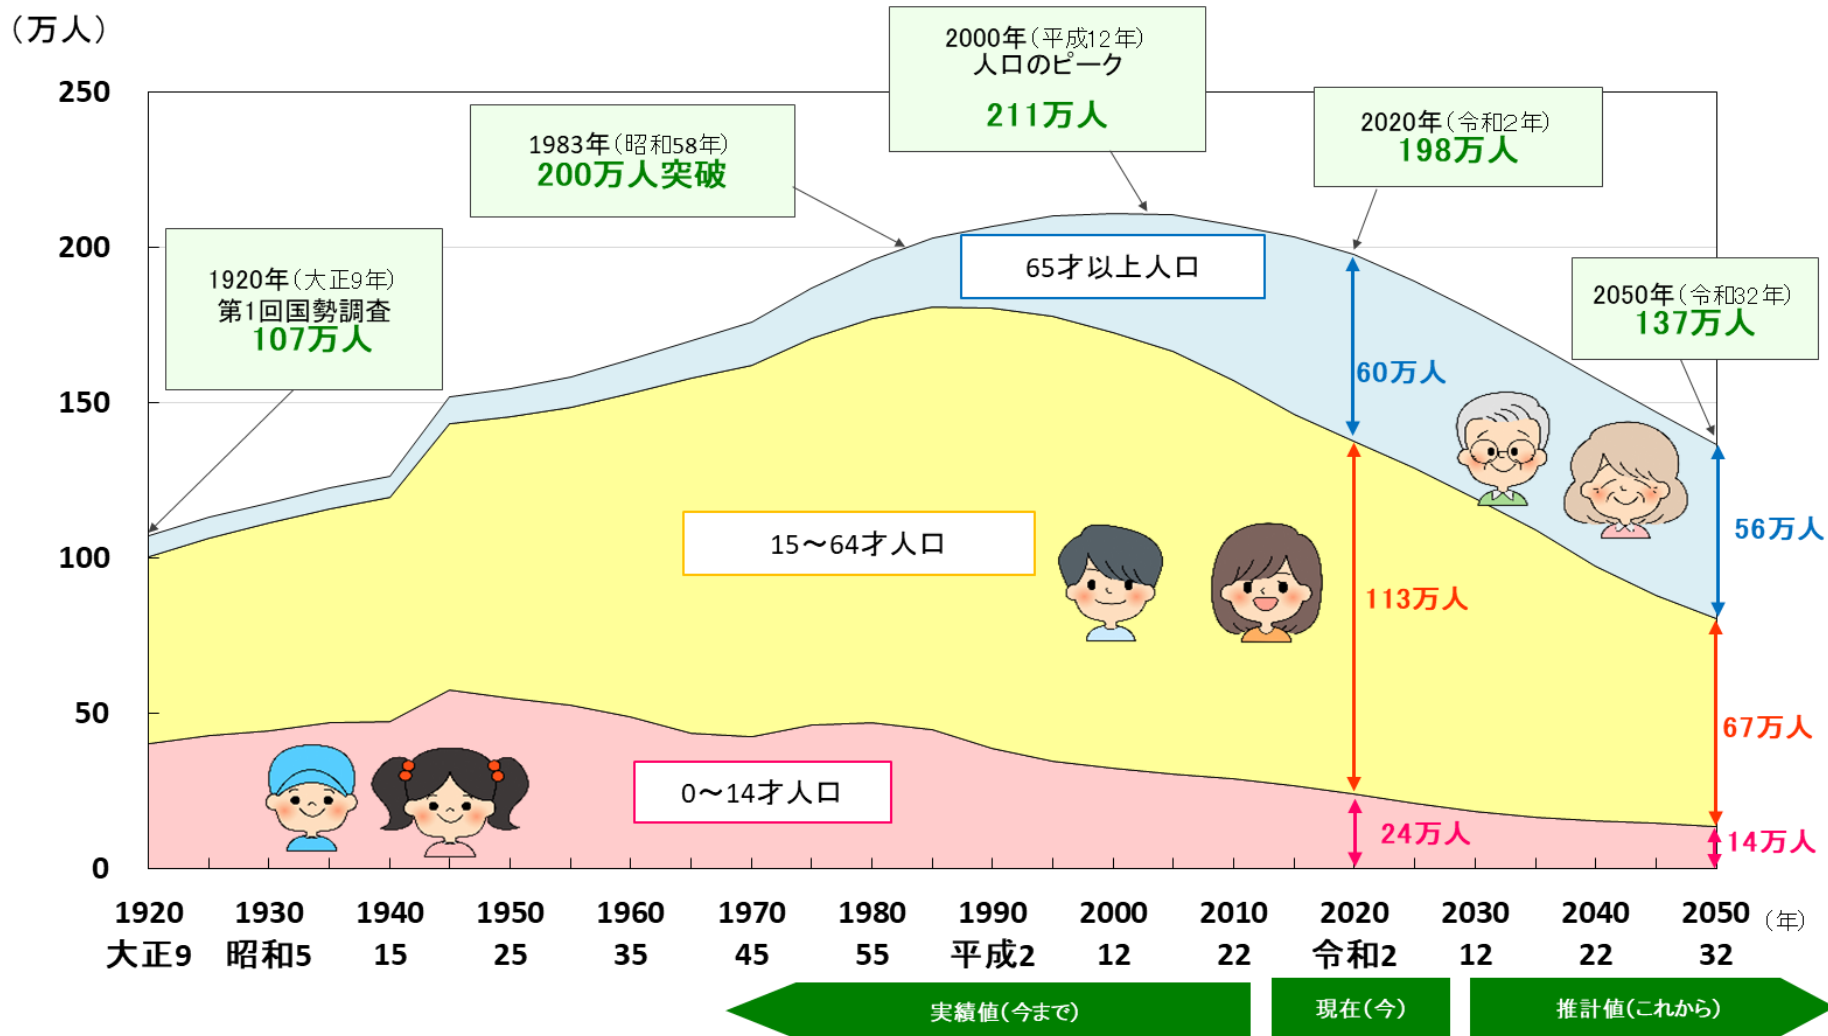 （万人）
2000年（平成12年）
人口のピーク
211万人
250
1983年（昭和58年）
200万人突破
2020年（令和2年）
198万人
200
1920年（大正9年）
第1回国勢調査
107万人
65才以上人口
2050年（令和32年）
137万人
150
60万人
100
15～64才人口
56万人
113万人
50
67万人
0～14才人口
24万人
14万人
0
1920 1930 1940 1950 1960 1970 1980 1990 2000 2010 2020 2030 2040 2050 （年）
大正9 昭和5 15 25 35 45 55 平成2 12 22 令和2 12 22 32
実績値（今まで） 現在（今） 推計値（これから）